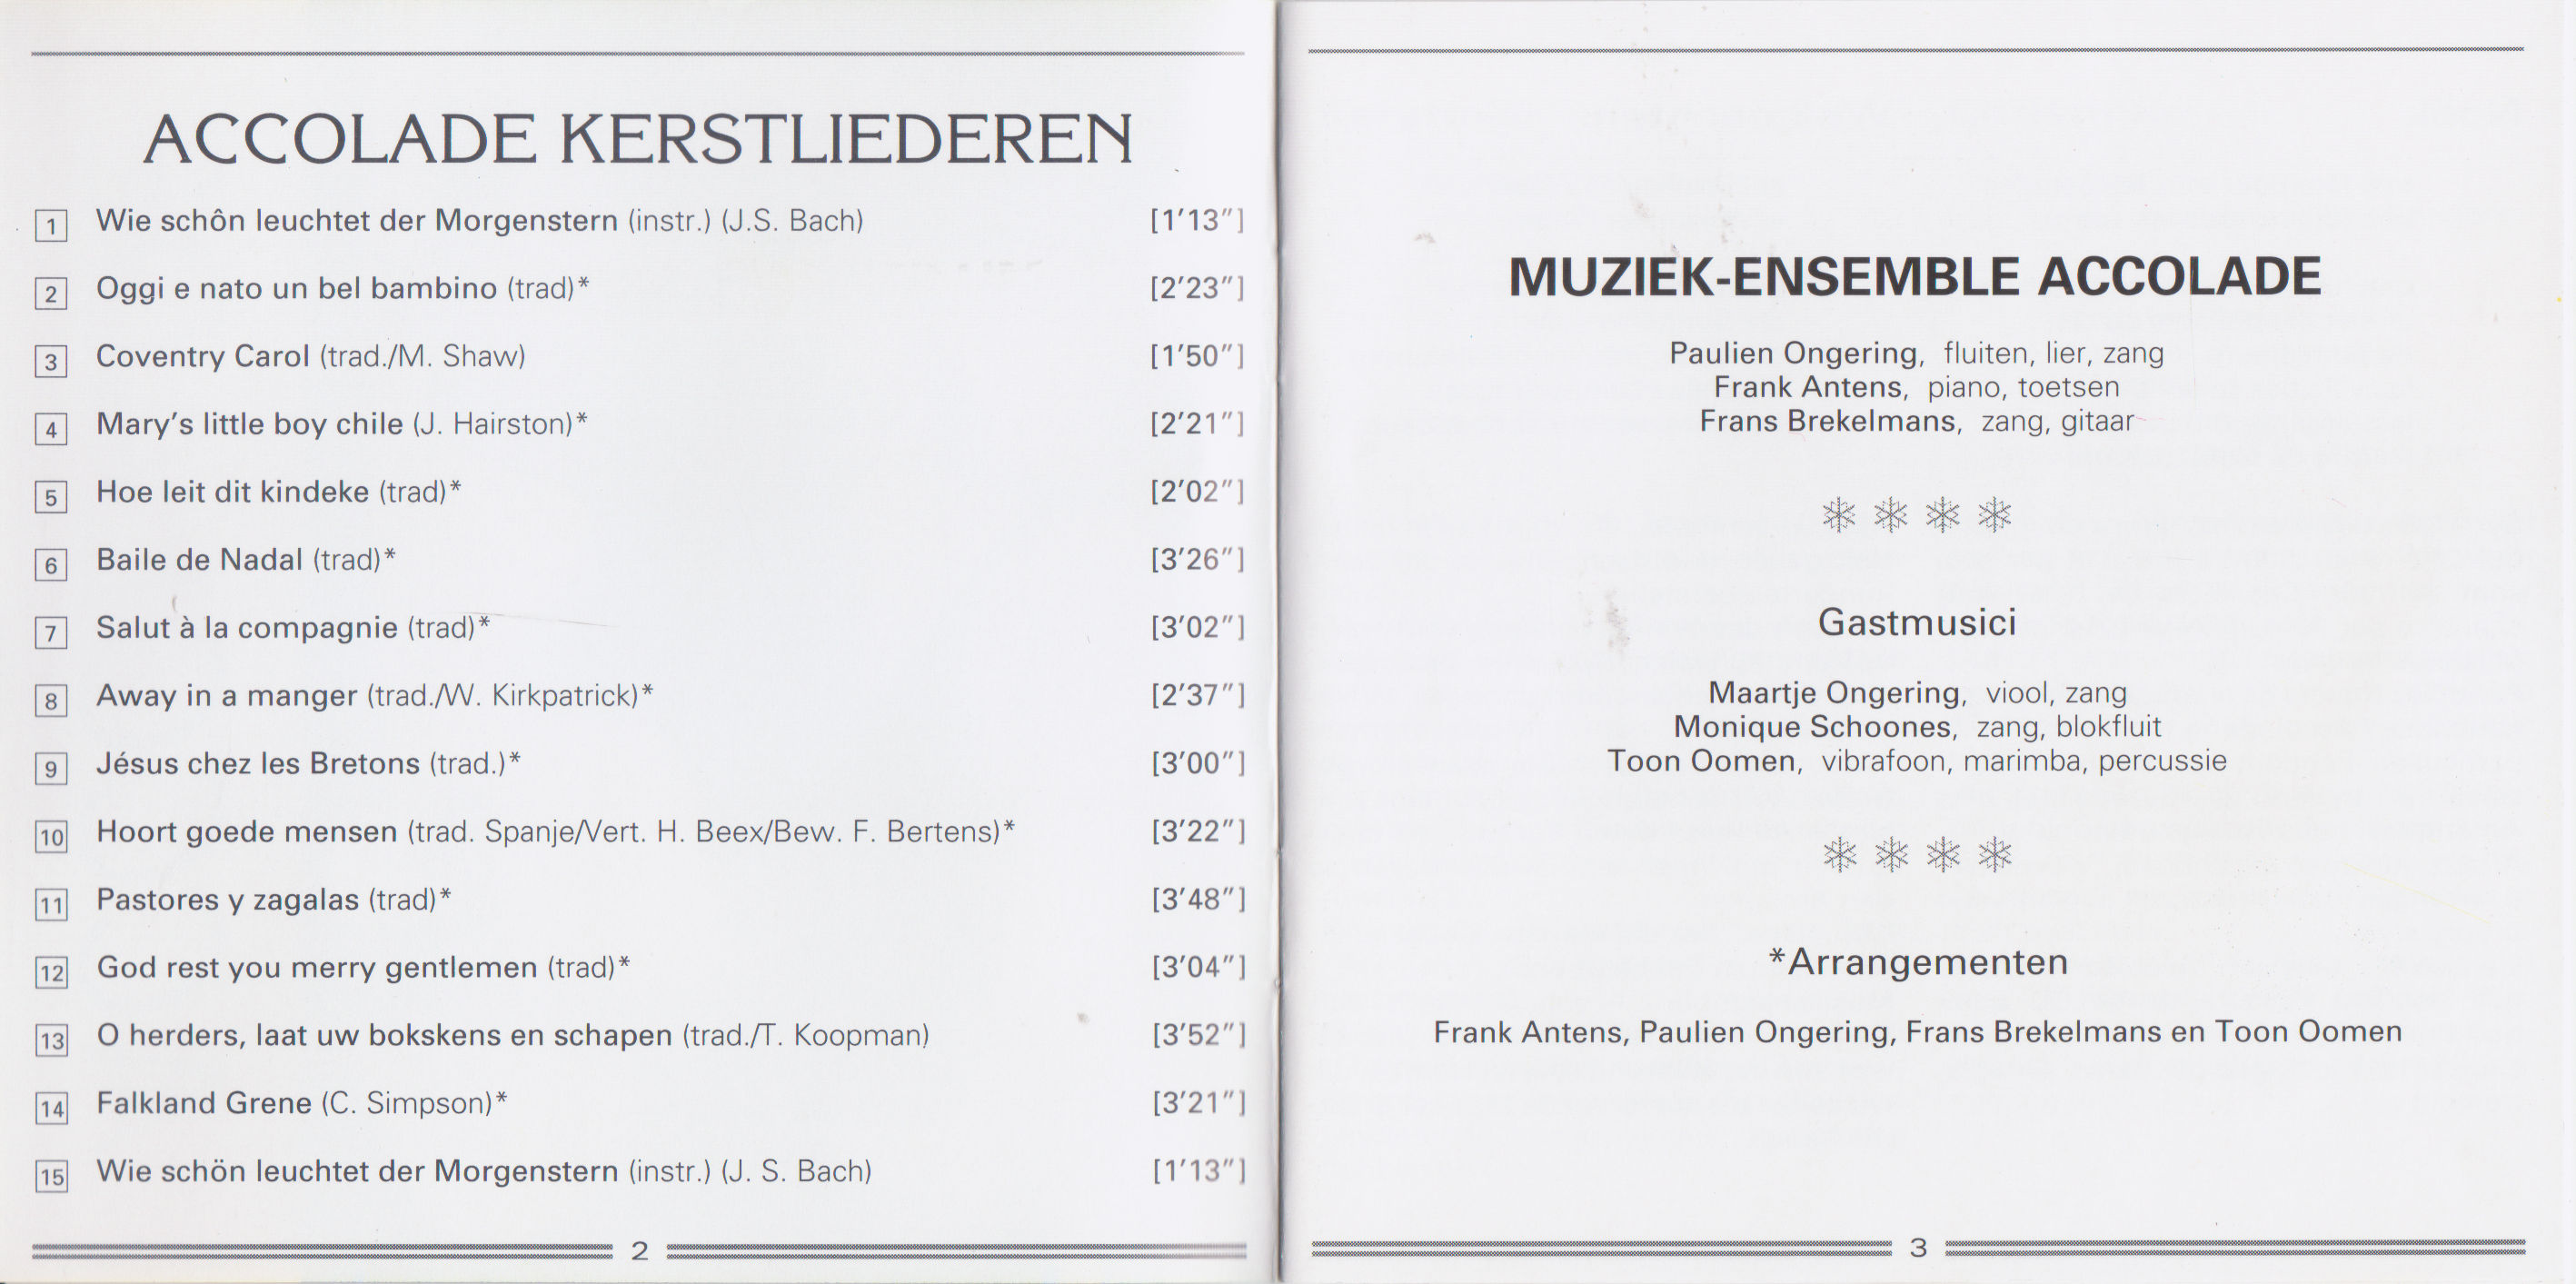 ACCOLADE KERSTLIEDEREN
1 Wie schôn leuchtet der Morgenstern (instr.) (J.S. Bach) [1'13"]
2 Oggi e nato un bel bambino (trad)* [2'23"]
3 Coventry Carol (trad./M. Shaw) [1'50"]
4 Mary's little boy chile (J. Hairston)* [2'21"]
5 Hoe leit dit kindeke (trad)* [2'02"]
6 Baile de Nadal (trad)* [3'26"]
7 Salut à la compagnie (trad)* [3'02"]
8 Away in a manger (trad./W. Kirkpatrick)* [2'37"]
9 Jésus chez les Bretons (trad.)* [3'00"]
10 Hoort goede mensen (trad. Spanje/Vert. H. Beex/Bew. F. Bertens)* [3'22"]
11 Pastores y zagalas (trad)* [3'48"]
12 God rest you merry gentlemen (trad)* [3'04"]
13 O herders, laat uw bokskens en schapen (trad./T. Koopman) [3'52"]
14 Falkland Grene (C. Simpson)* [3'21"]
15 Wie schön leuchtet der Morgenstern (instr.) (J. S. Bach) [1'13"]
2
MUZIEK-ENSEMBLE ACCOLADE
Paulien Ongering, fluiten, lier, zang
Frank Antens, piano, toetsen
Frans Brekelmans, zang, gitaar
Gastmusici
Maartje Ongering, viool, zang
Monique Schoones, zang, blokfluit
Toon Oomen, vibrafoon, marimba, percussie
*Arrangementen
Frank Antens, Paulien Ongering, Frans Brekelmans en Toon Oomen
3